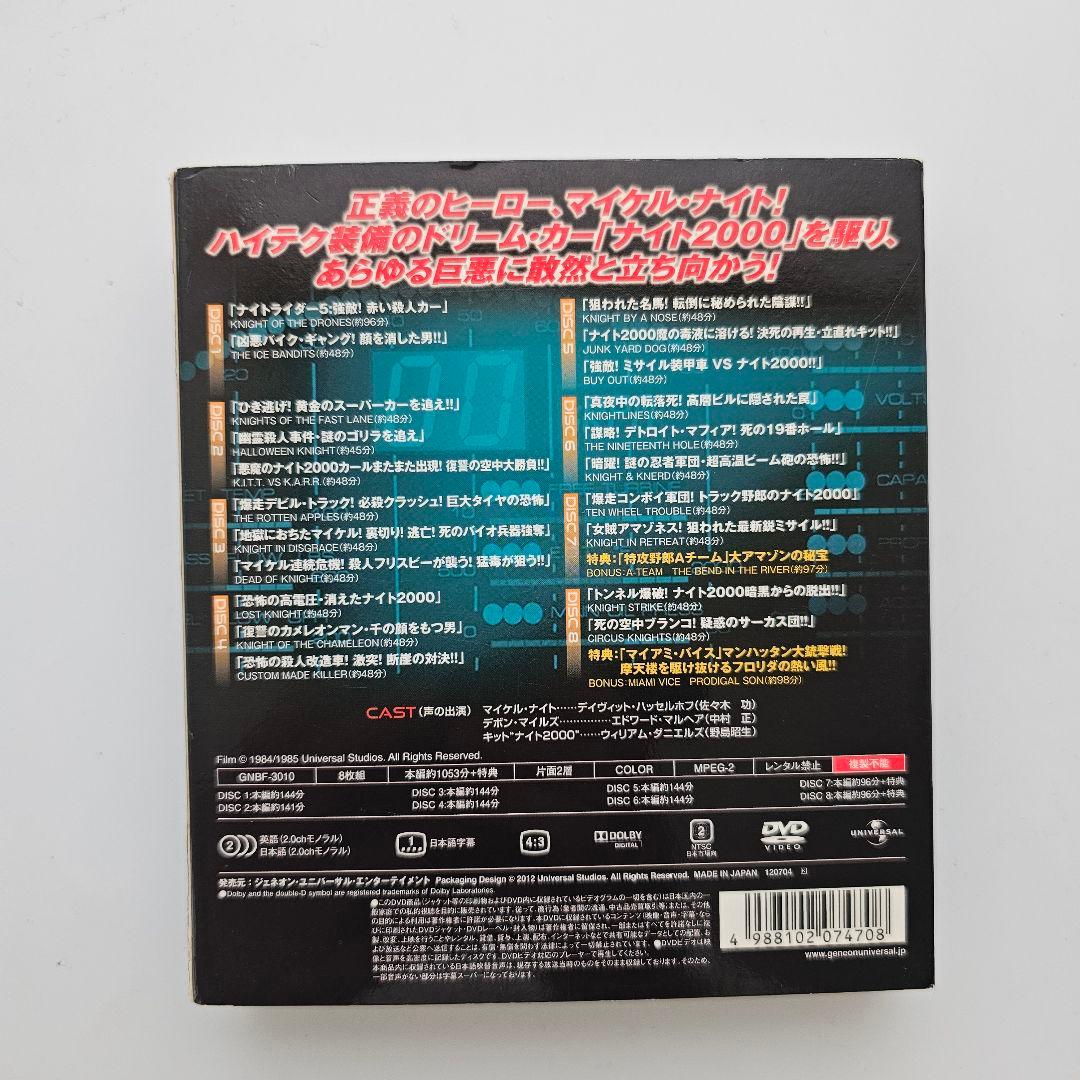 正義のヒーロー、マイケル・ナイト!
ハイテク装備のドリーム・カー「ナイト2000」を駆り、
あらゆる巨悪に敢然と立ち向かう!
DISC 1
「ナイトライダー5:強敵! 赤い殺人カー」
KNIGHT OF THE DRONES(約96分)
「凶悪バイク・ギャング! 顔を消した男!!」
THE ICE BANDITS(約48分)
DISC 2
「ひき逃げ! 黄金のスーパーカーを追え!!」
KNIGHTS OF THE FAST LANE(約48分)
「幽霊殺人事件・謎のゴリラを追え」
HALLOWEEN KNIGHT(約45分)
「悪魔のナイト2000カールまたまた出現! 復讐の空中大勝負!!」
K.I.T.T. VS K.A.R.R.(約48分)
DISC 3
「爆走デビル・トラック! 必殺クラッシュ! 巨大タイヤの恐怖」
THE ROTTEN APPLES(約48分)
「地獄におちたマイケル! 裏切り! 逃亡! 死のバイオ兵器強奪」
KNIGHT IN DISGRACE(約48分)
「マイケル連続危機! 殺人フリスビーが襲う! 猛毒が狙う!!」
DEAD OF KNIGHT(約48分)
DISC 4
「恐怖の高電圧・消えたナイト2000」
LOST KNIGHT(約48分)
「復讐のカメレオンマン・千の顔をもつ男」
KNIGHT OF THE CHAMELEON(約48分)
「恐怖の殺人改造車! 激突! 断崖の対決!!」
CUSTOM MADE KILLER(約48分)
DISC 5
「狙われた名馬! 転倒に秘められた陰謀!!」
KNIGHT BY A NOSE(約48分)
「ナイト2000魔の毒液に溶ける! 決死の再生・立直れキット!!」
JUNK YARD DOG(約48分)
「強敵! ミサイル装甲車 VS ナイト2000!!」
BUY OUT(約48分)
DISC 6
「真夜中の転落死! 高層ビルに隠された罠」
KNIGHTLINES(約48分)
「謀略! デトロイト・マフィア! 死の19番ホール」
THE NINETEENTH HOLE(約48分)
「暗躍! 謎の忍者軍団・超高温ビーム砲の恐怖!!」
KNIGHT & KNERD(約48分)
DISC 7
「爆走コンボイ軍団! トラック野郎のナイト2000」
TEN WHEEL TROUBLE(約48分)
「女賊アマゾネス! 狙われた最新鋭ミサイル!!」
KNIGHT IN RETREAT(約48分)
特典:「特攻野郎Aチーム」大アマゾンの秘宝
BONUS:A-TEAM THE BEND IN THE RIVER(約97分)
DISC 8
「トンネル爆破! ナイト2000暗黒からの脱出!!」
KNIGHT STRIKE(約48分)
「死の空中ブランコ! 疑惑のサーカス団!!」
CIRCUS KNIGHTS(約48分)
特典:「マイアミ・バイス」マンハッタン大銃撃戦!
摩天楼を駆け抜けるフロリダの熱い風!!
BONUS:MIAMI VICE PRODIGAL SON(約98分)
CAST(声の出演) マイケル・ナイト……デイヴィット・ハッセルホフ(佐々木 功)
デボン・マイルズ……………エドワード・マルヘア(中村 正)
キット"ナイト2000"……ウィリアム・ダニエルズ(野島昭生)
Film © 1984/1985 Universal Studios. All Rights Reserved.
GNBF-3010 8枚組 本編約1053分+特典 片面2層 COLOR MPEG-2 レンタル禁止 複製不能
DISC 1:本編約144分 DISC 3:本編約144分 DISC 5:本編約144分 DISC 7:本編約96分+特典
DISC 2:本編約141分 DISC 4:本編約144分 DISC 6:本編約144分 DISC 8:本編約96分+特典
2 英語(2.0chモノラル)
日本語(2.0chモノラル)
1 日本語字幕
4:3
DOLBY DIGITAL
2 NTSC 日本市場向
DVD VIDEO
UNIVERSAL
発売元:ジェネオン・ユニバーサル・エンターテイメント Packaging Design © 2012 Universal Studios. All Rights Reserved. MADE IN JAPAN 120704
●Dolby and the double-D symbol are registered trademarks of Dolby Laboratories.
4 988102 074708
www.geneonuniversal.jp